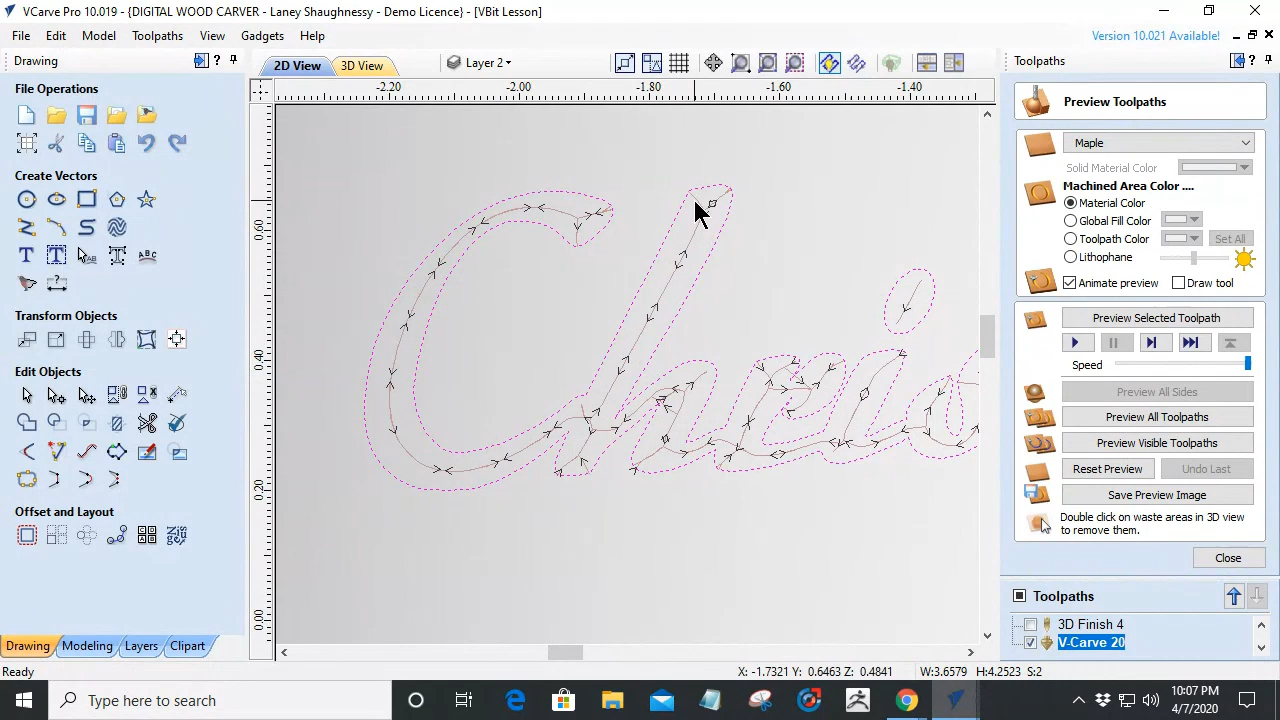 VCarve Pro 10.019 - {DIGITAL WOOD CARVER - Laney Shaughnessy - Demo Licence} - [VBit Lesson]
File Edit Model Toolpaths View Gadgets Help
Version 10.021 Available!
Drawing
2D View 3D View Layer 2
Toolpaths
File Operations
Create Vectors
Transform Objects
Edit Objects
Offset and Layout
Drawing Modeling Layers Clipart
-2.20 -2.00 -1.80 -1.60 -1.40
0.60
0.40
0.20
0.00
Chris
Preview Toolpaths
Maple
Solid Material Color
Machined Area Color ....
Material Color
Global Fill Color
Toolpath Color Set All
Lithophane
Animate preview Draw tool
Preview Selected Toolpath
Speed
Preview All Sides
Preview All Toolpaths
Preview Visible Toolpaths
Reset Preview Undo Last
Save Preview Image
Double click on waste areas in 3D view
to remove them.
Close
Toolpaths
3D Finish 4
V-Carve 20
Ready
X: -1.7321 Y: 0.6463 Z: 0.4841 W:3.6579 H:4.2523 S:2
Type here to search
10:07 PM
4/7/2020